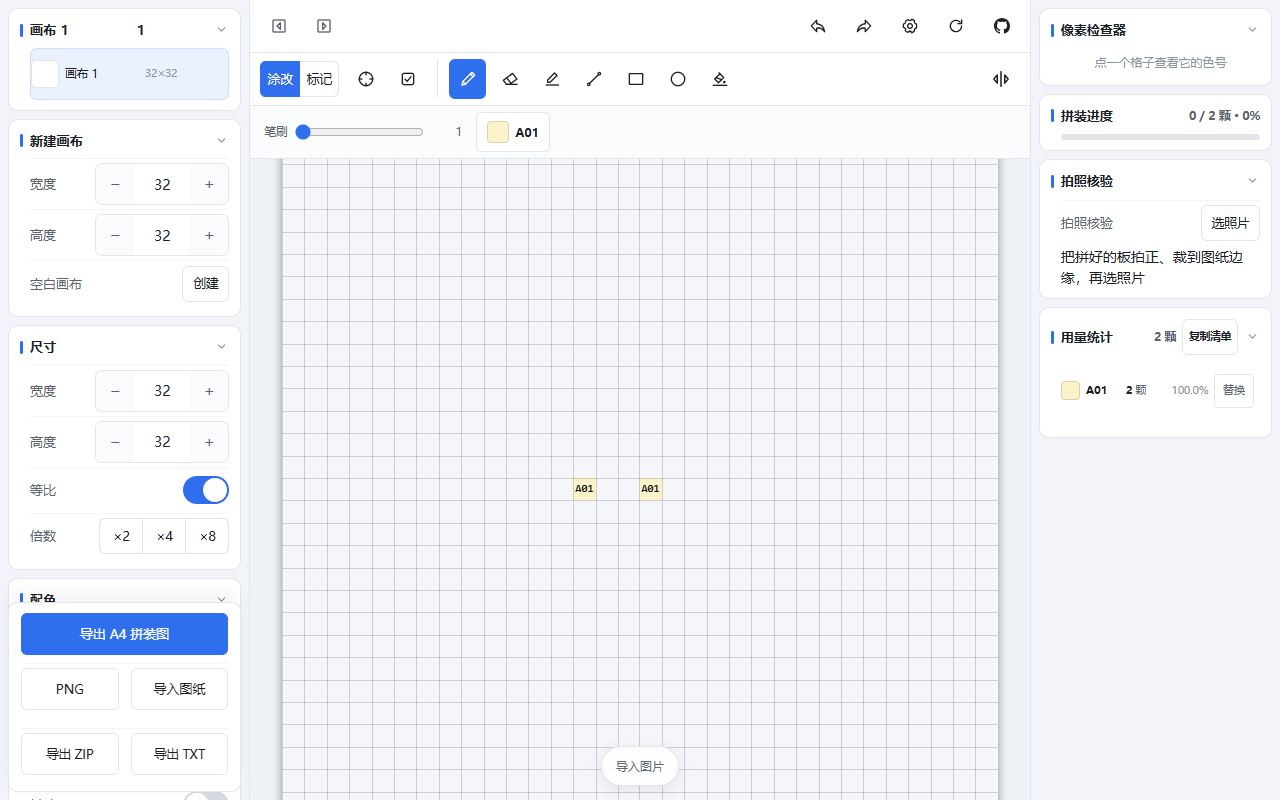 画布 1 1
画布 1 32×32
新建画布
宽度 − 32 +
高度 − 32 +
空白画布 创建
尺寸
宽度 − 32 +
高度 − 32 +
等比
倍数 ×2 ×4 ×8
配色
导出 A4 拼装图
PNG 导入图纸
导出 ZIP 导出 TXT
涂改 标记
笔刷 1 A01
A01 A01
导入图片
像素检查器
点一个格子查看它的色号
拼装进度 0 / 2 颗 • 0%
拍照核验
拍照核验 选照片
把拼好的板拍正、裁到图纸边
缘，再选照片
用量统计 2 颗 复制清单
A01 2 颗 100.0% 替换